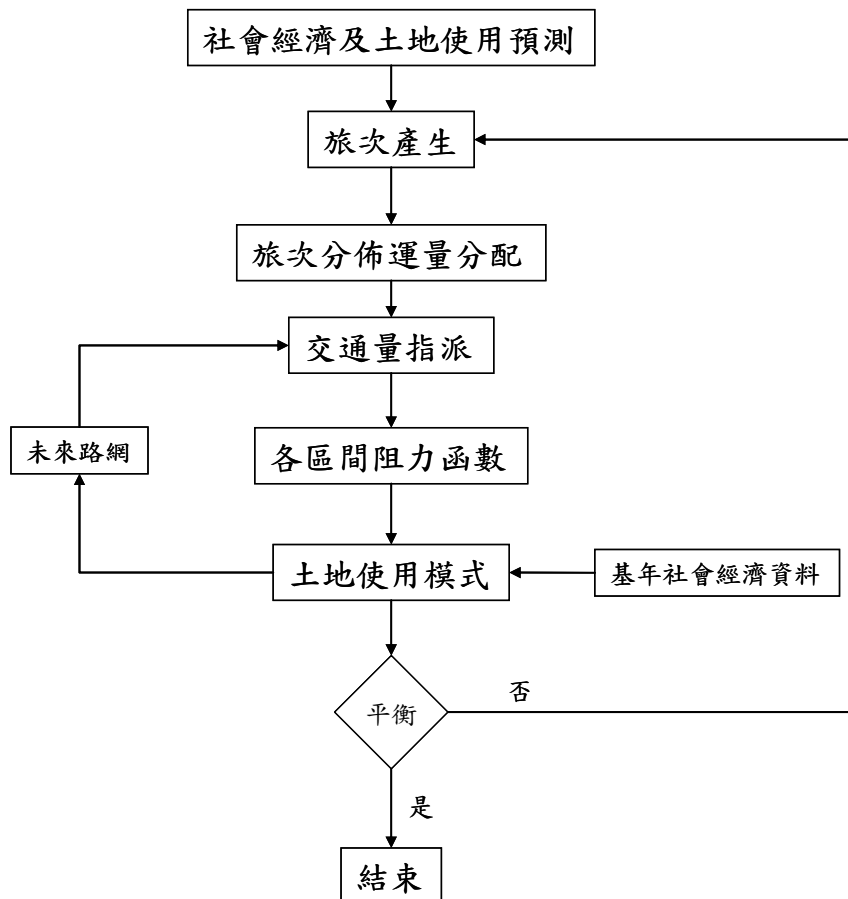 社會經濟及土地使用預測
旅次產生
旅次分佈運量分配
交通量指派
未來路網
各區間阻力函數
土地使用模式
基年社會經濟資料
否
平衡
是
結束